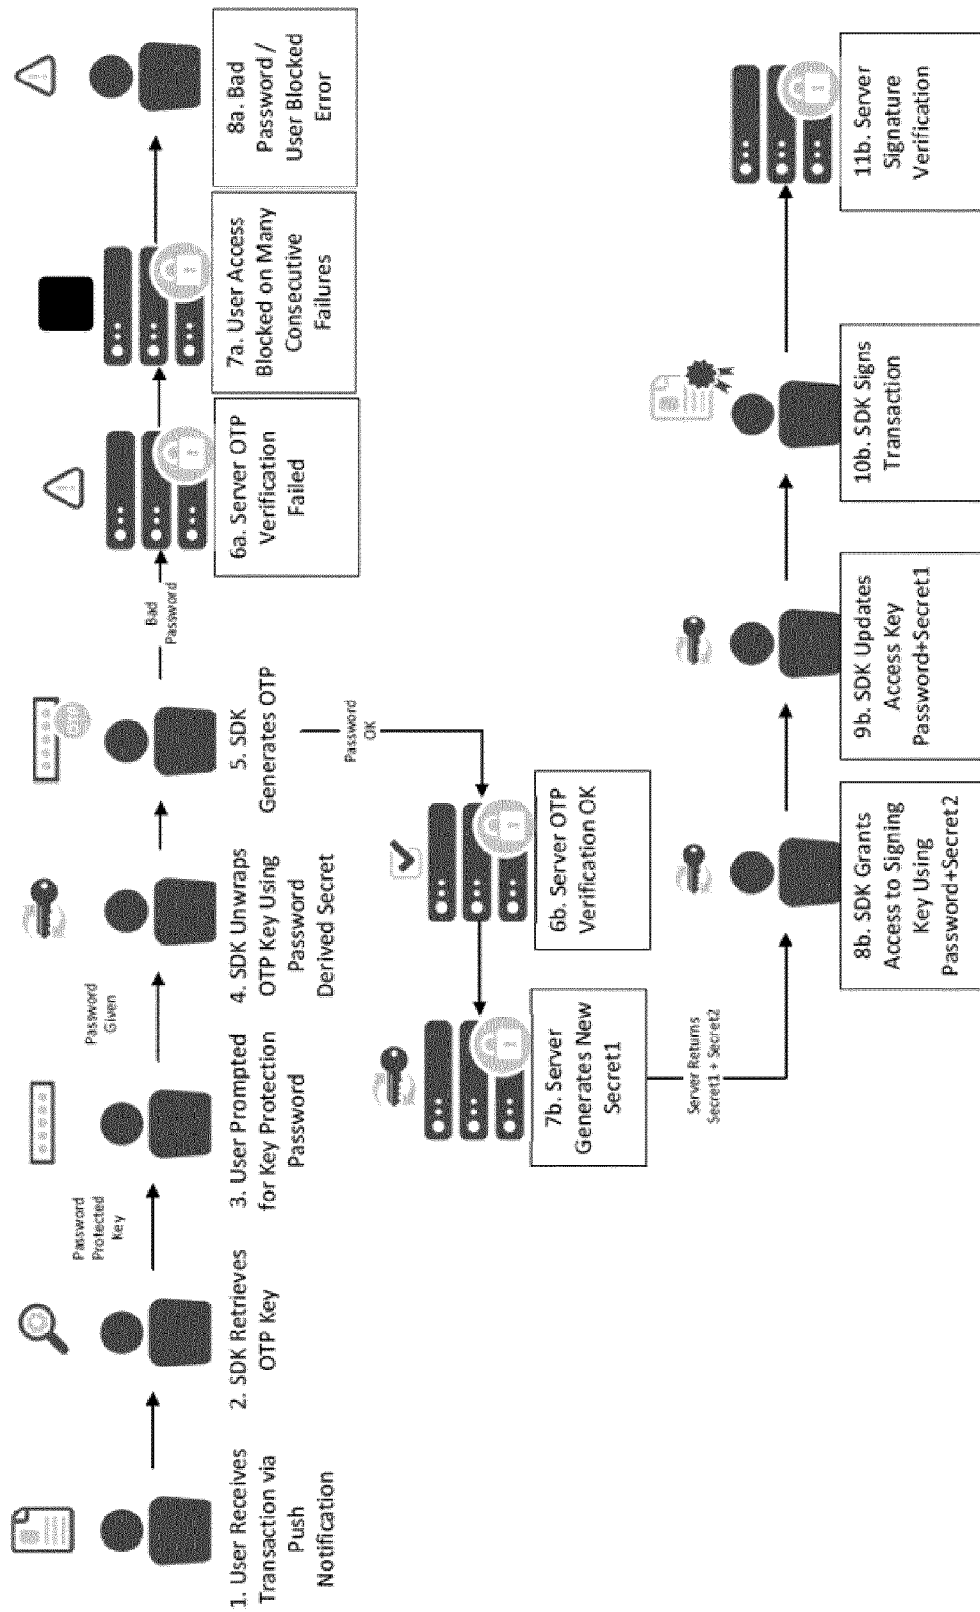 1. User Receives
Transaction via
Push
Notification
2. SDK Retrieves
OTP Key
Password
Protected
Key
3. User Prompted
for Key Protection
Password
Password
Given
4. SDK Unwraps
OTP Key Using
Password
Derived Secret
5. SDK
Generates OTP
Bad
Password
6a. Server OTP
Verification
Failed
7a. User Access
Blocked on Many
Consecutive
Failures
8a. Bad
Password /
User Blocked
Error
Password
OK
6b. Server OTP
Verification OK
7b. Server
Generates New
Secret1
Server Returns
Secret1 + Secret2
8b. SDK Grants
Access to Signing
Key Using
Password+Secret2
9b. SDK Updates
Access Key
Password+Secret1
10b. SDK Signs
Transaction
11b. Server
Signature
Verification